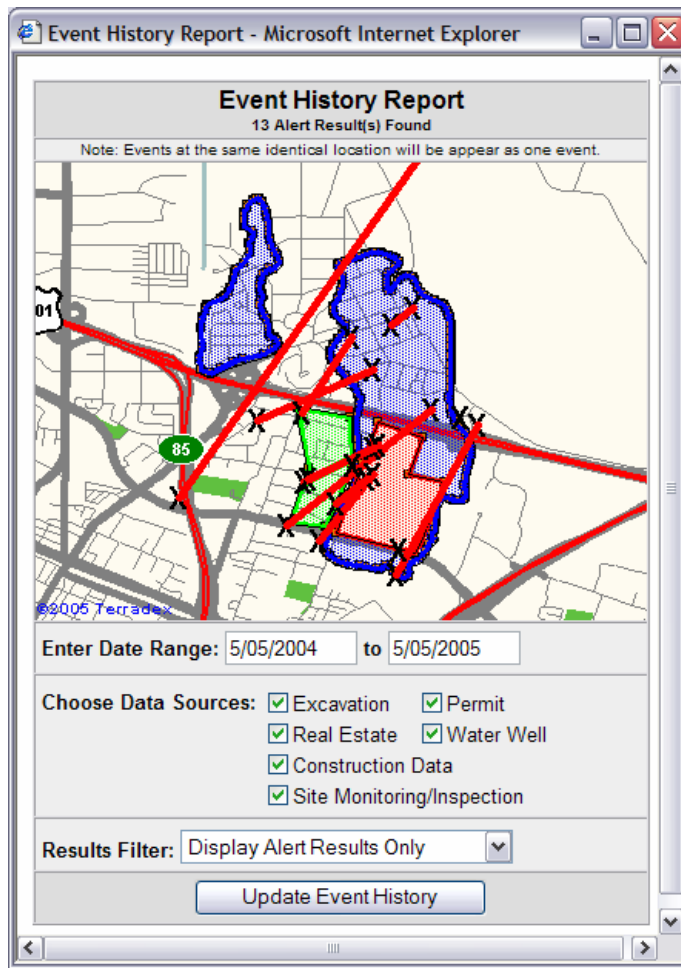 Event History Report - Microsoft Internet Explorer
Event History Report
13 Alert Result(s) Found
Note: Events at the same identical location will be appear as one event.
01
85
©2005 Terradex
Enter Date Range: 5/05/2004 to 5/05/2005
Choose Data Sources: Excavation Permit
Real Estate Water Well
Construction Data
Site Monitoring/Inspection
Results Filter: Display Alert Results Only
Update Event History